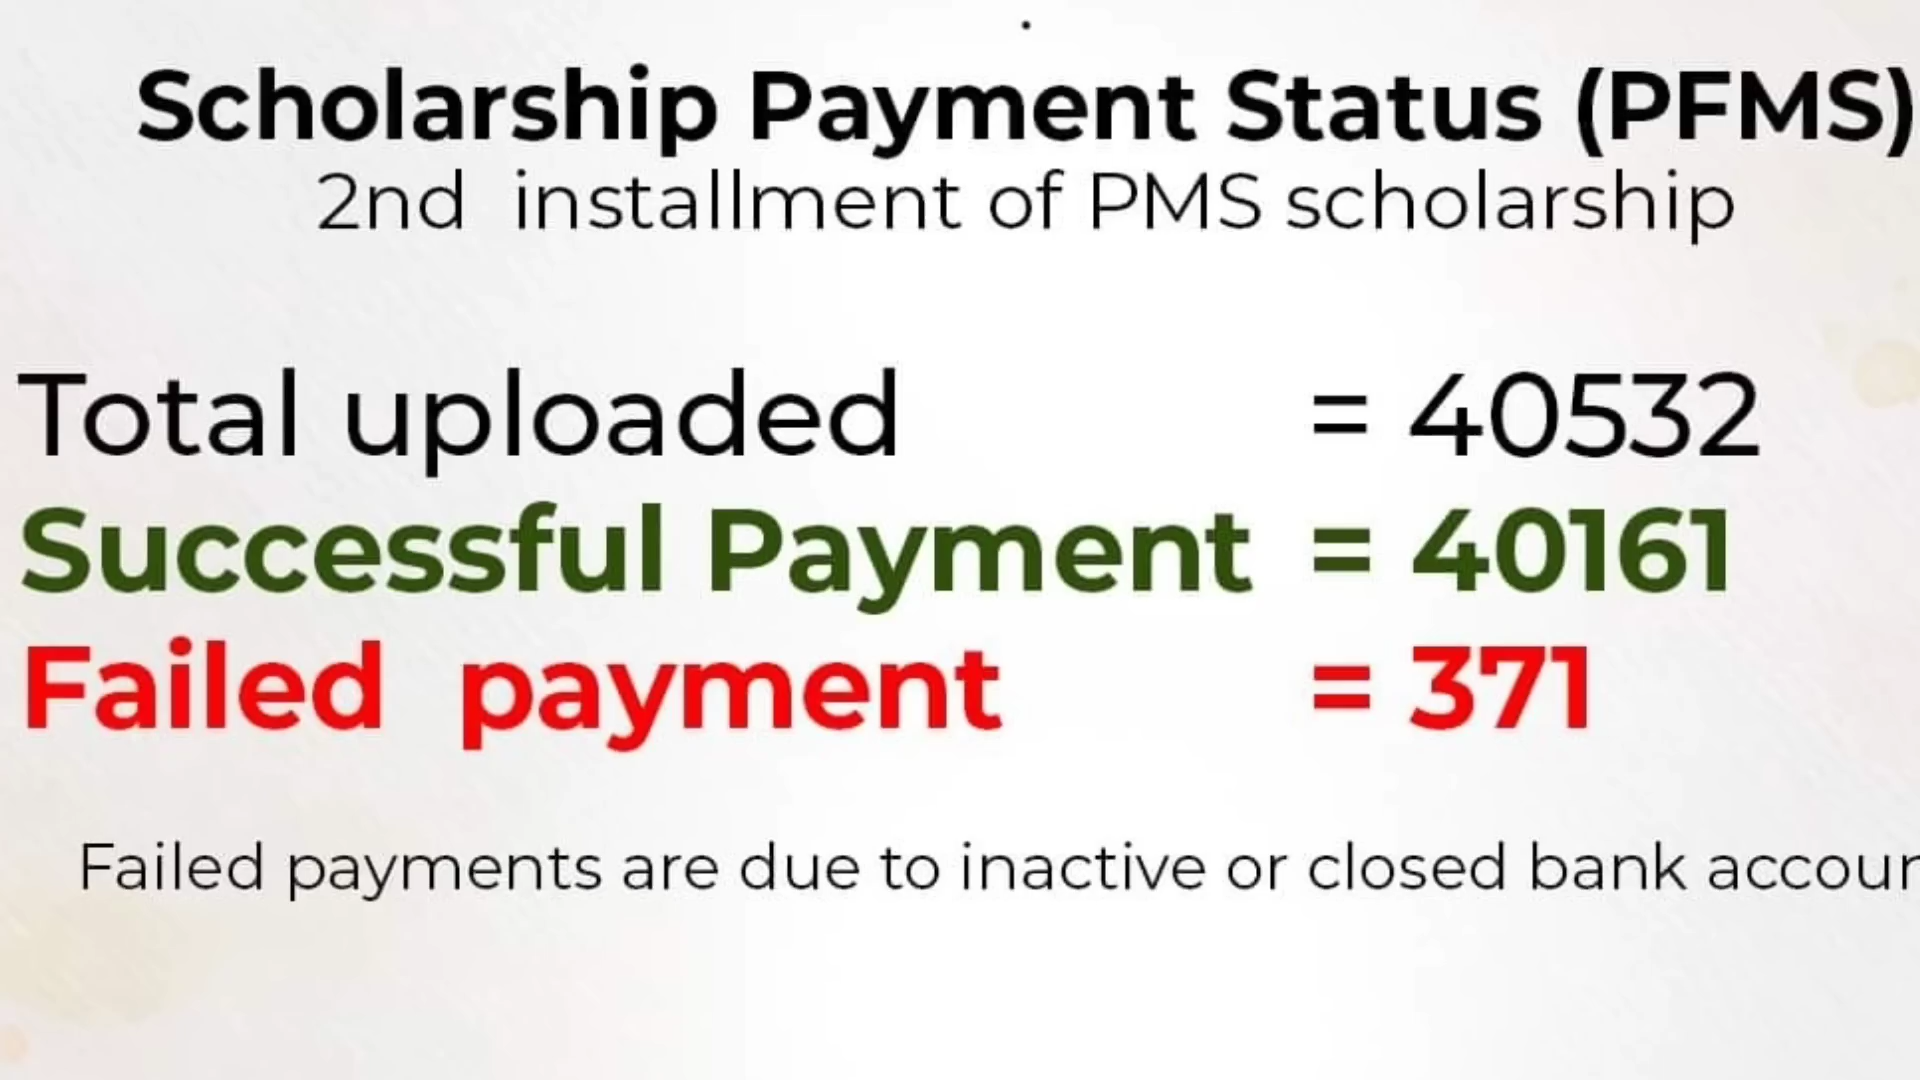 Scholarship Payment Status (PFMS)
2nd installment of PMS scholarship
Total uploaded = 40532
Successful Payment = 40161
Failed payment = 371
Failed payments are due to inactive or closed bank